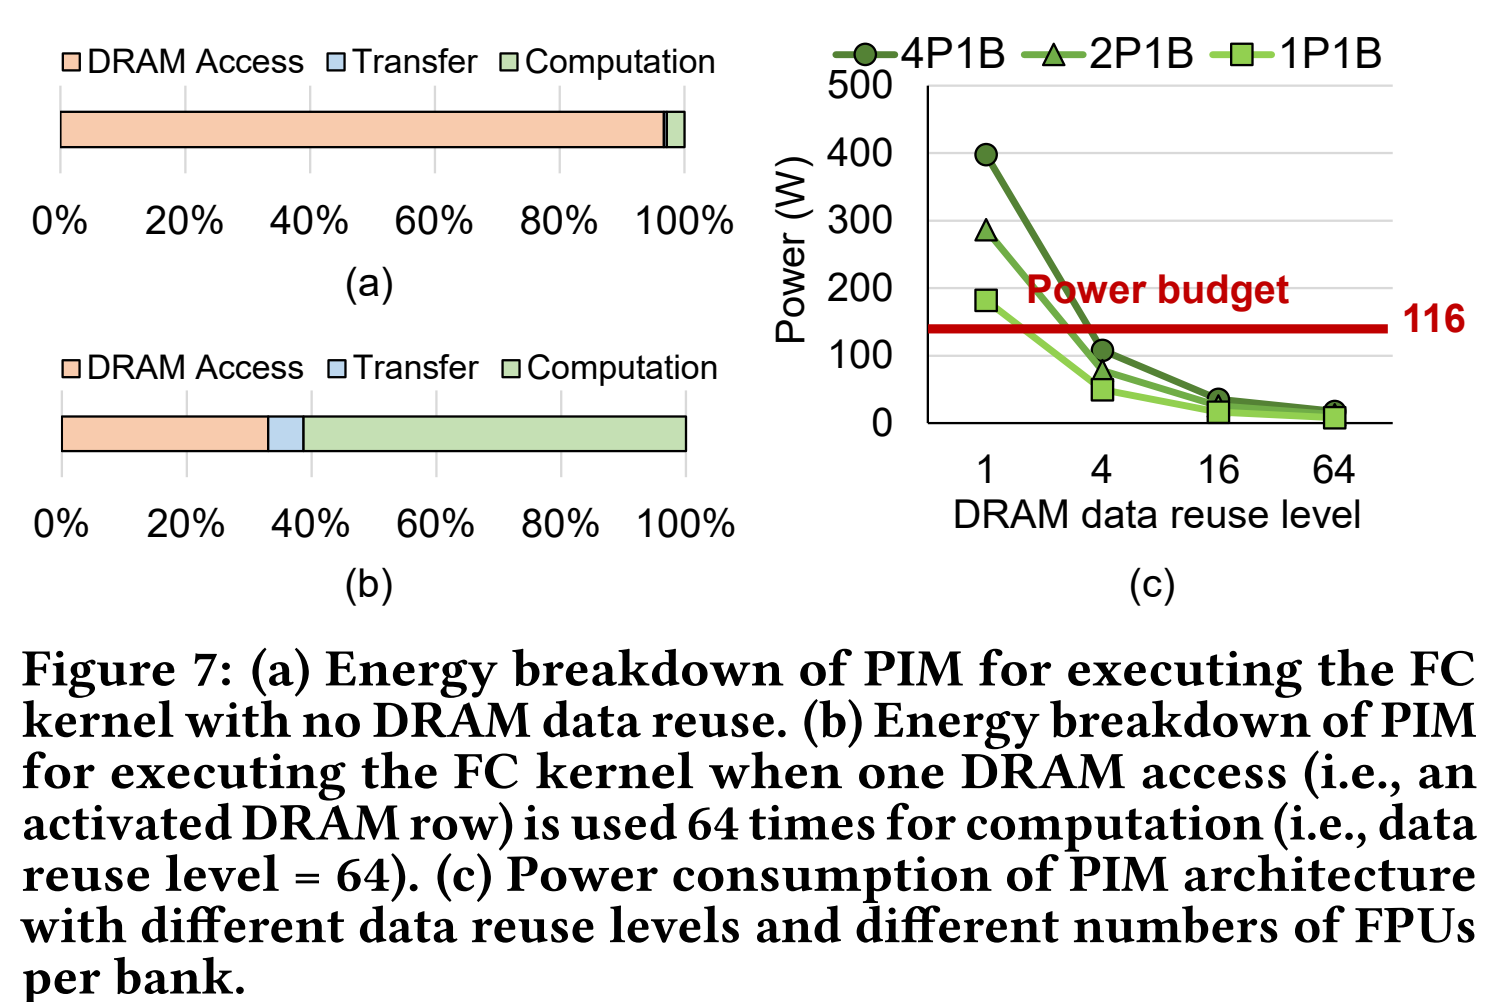 DRAM Access Transfer Computation
0% 20% 40% 60% 80% 100%
(a)
DRAM Access Transfer Computation
0% 20% 40% 60% 80% 100%
(b)
4P1B 2P1B 1P1B
Power (W)
500
400
300
200
100
0
Power budget
116
1 4 16 64
DRAM data reuse level
(c)
Figure 7: (a) Energy breakdown of PIM for executing the FC
kernel with no DRAM data reuse. (b) Energy breakdown of PIM
for executing the FC kernel when one DRAM access (i.e., an
activated DRAM row) is used 64 times for computation (i.e., data
reuse level = 64). (c) Power consumption of PIM architecture
with different data reuse levels and different numbers of FPUs
per bank.